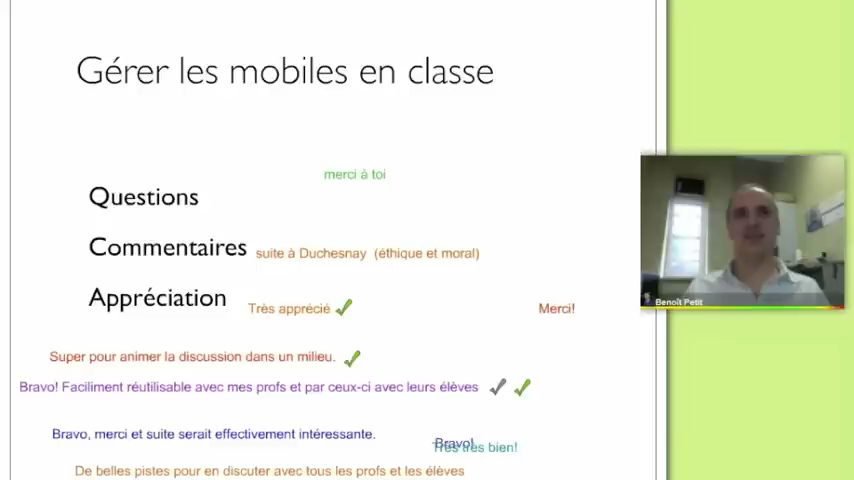 Gérer les mobiles en classe
merci à toi
Questions
Commentaires suite à Duchesnay (éthique et moral)
Appréciation Très apprécié Merci!
Super pour animer la discussion dans un milieu.
Bravo! Faciliment réutilisable avec mes profs et par ceux-ci avec leurs élèves
Bravo, merci et suite serait effectivement intéressante.
Bravo!
Très très bien!
De belles pistes pour en discuter avec tous les profs et les élèves
Benoît Petit